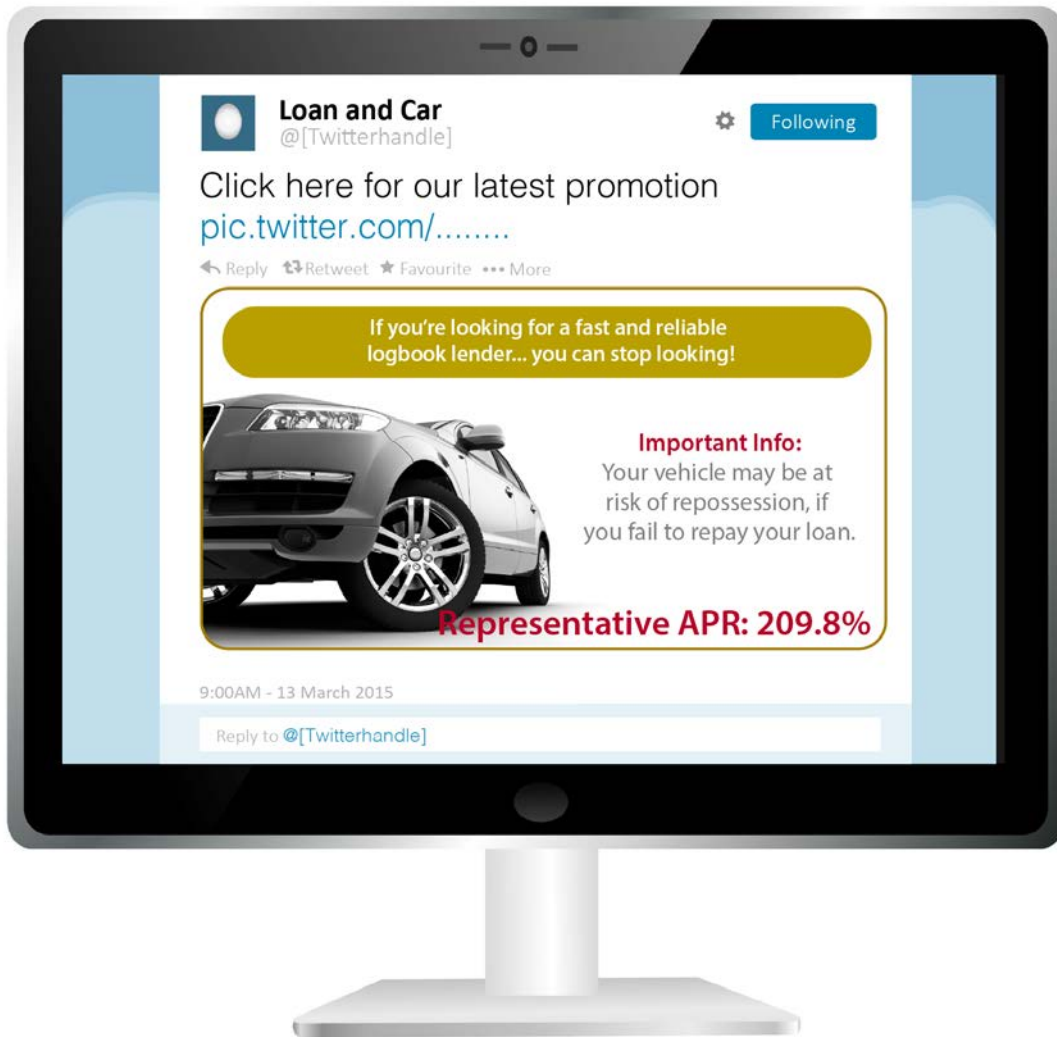 Loan and Car
@[Twitterhandle]
Following
Click here for our latest promotion
pic.twitter.com/........
Reply Retweet Favourite More
If you're looking for a fast and reliable
logbook lender... you can stop looking!
Important Info:
Your vehicle may be at
risk of repossession, if
you fail to repay your loan.
Representative APR: 209.8%
9:00AM - 13 March 2015
Reply to @[Twitterhandle]